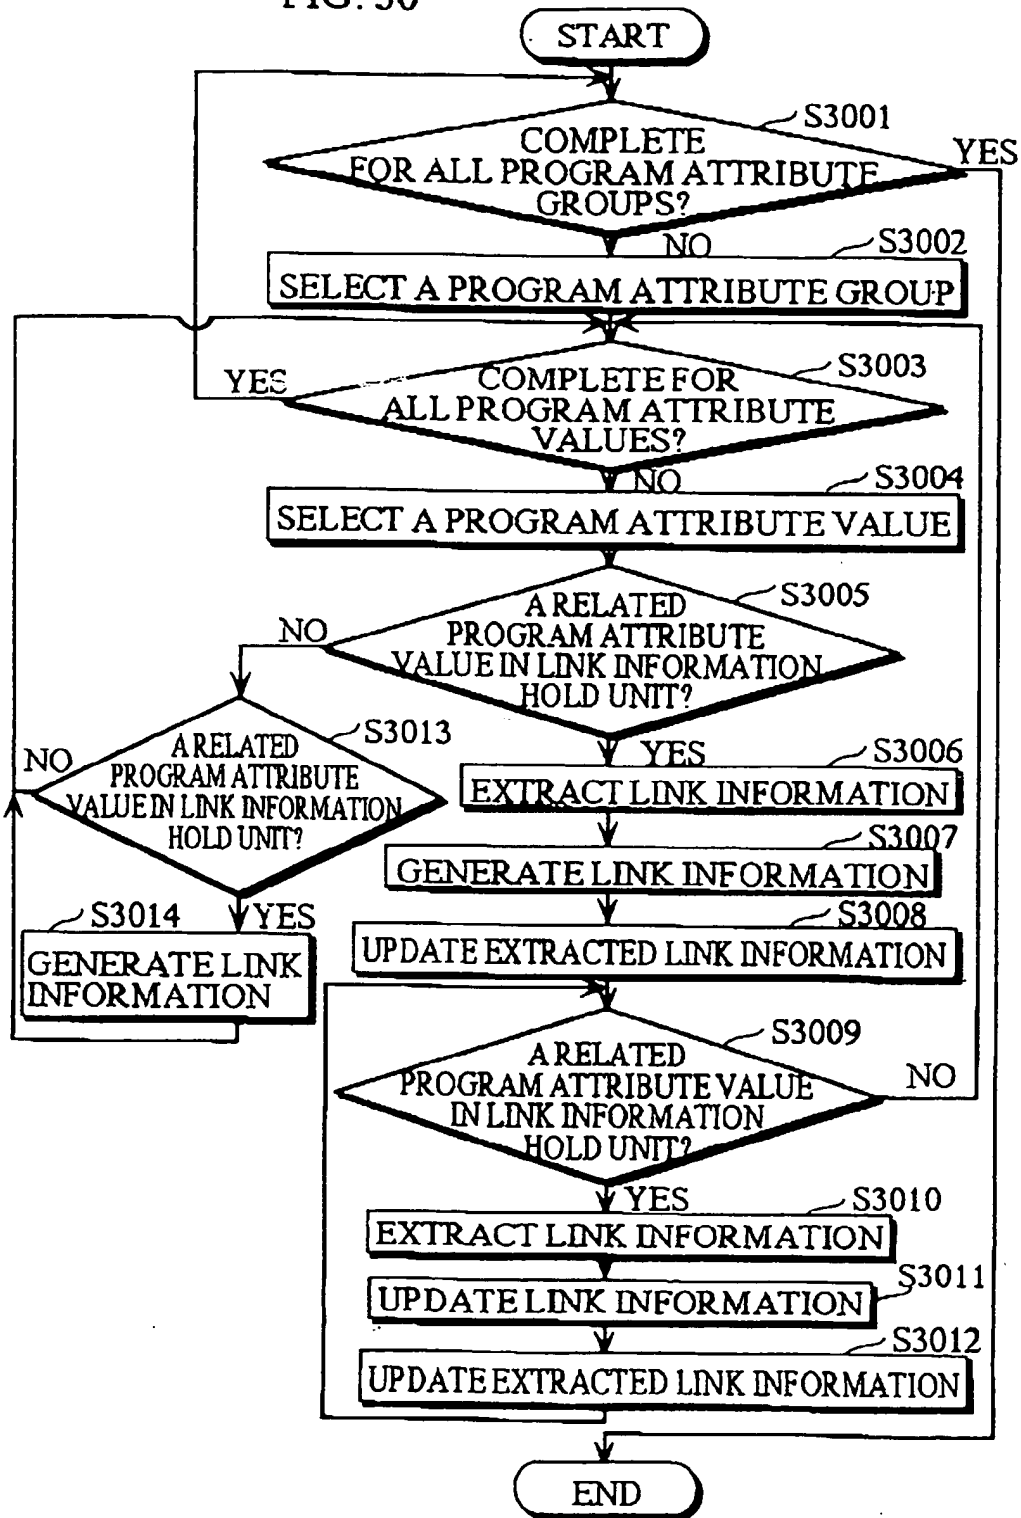 FIG. 30
START
S3001
COMPLETE
FOR ALL PROGRAM ATTRIBUTE
GROUPS?
YES
NO
S3002
SELECT A PROGRAM ATTRIBUTE GROUP
S3003
YES
COMPLETE FOR
ALL PROGRAM ATTRIBUTE
VALUES?
NO
S3004
SELECT A PROGRAM ATTRIBUTE VALUE
S3005
A RELATED
PROGRAM ATTRIBUTE
VALUE IN LINK INFORMATION
HOLD UNIT?
NO
YES
S3013
A RELATED
PROGRAM ATTRIBUTE
VALUE IN LINK INFORMATION
HOLD UNIT?
NO
YES
S3014
GENERATE LINK
INFORMATION
S3006
EXTRACT LINK INFORMATION
S3007
GENERATE LINK INFORMATION
S3008
UPDATE EXTRACTED LINK INFORMATION
S3009
A RELATED
PROGRAM ATTRIBUTE VALUE
IN LINK INFORMATION
HOLD UNIT?
NO
YES
S3010
EXTRACT LINK INFORMATION
S3011
UPDATE LINK INFORMATION
S3012
UPDATE EXTRACTED LINK INFORMATION
END